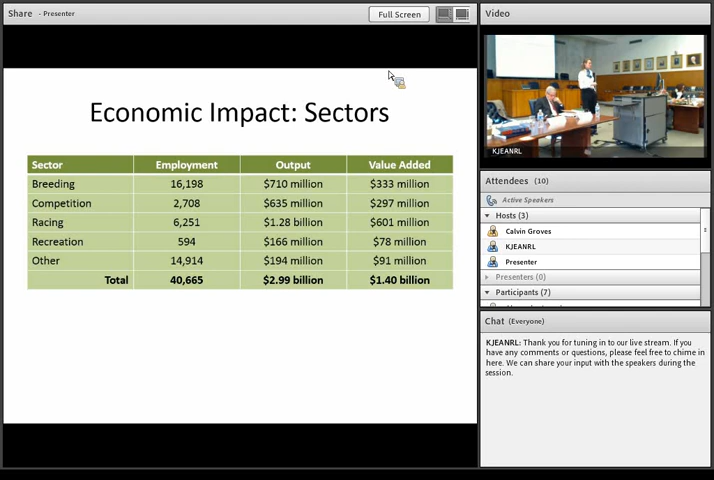 Share - Presenter
Full Screen
Economic Impact: Sectors
Sector Employment Output Value Added
Breeding 16,198 $710 million $333 million
Competition 2,708 $635 million $297 million
Racing 6,251 $1.28 billion $601 million
Recreation 594 $166 million $78 million
Other 14,914 $194 million $91 million
Total 40,665 $2.99 billion $1.40 billion
Video
KJEANRL
Attendees (10)
Active Speakers
Hosts (3)
Calvin Groves
KJEANRL
Presenter
Presenters (0)
Participants (7)
Chat (Everyone)
KJEANRL: Thank you for tuning in to our live stream. If you
have any comments or questions, please feel free to chime in
here. We can share your input with the speakers during the
session.